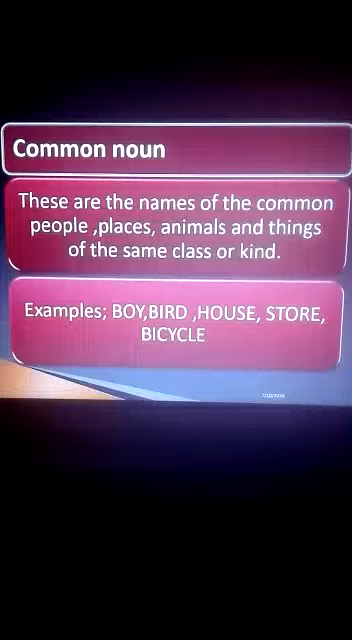 Common noun
These are the names of the common
people ,places, animals and things
of the same class or kind.
Examples; BOY,BIRD ,HOUSE, STORE,
BICYCLE